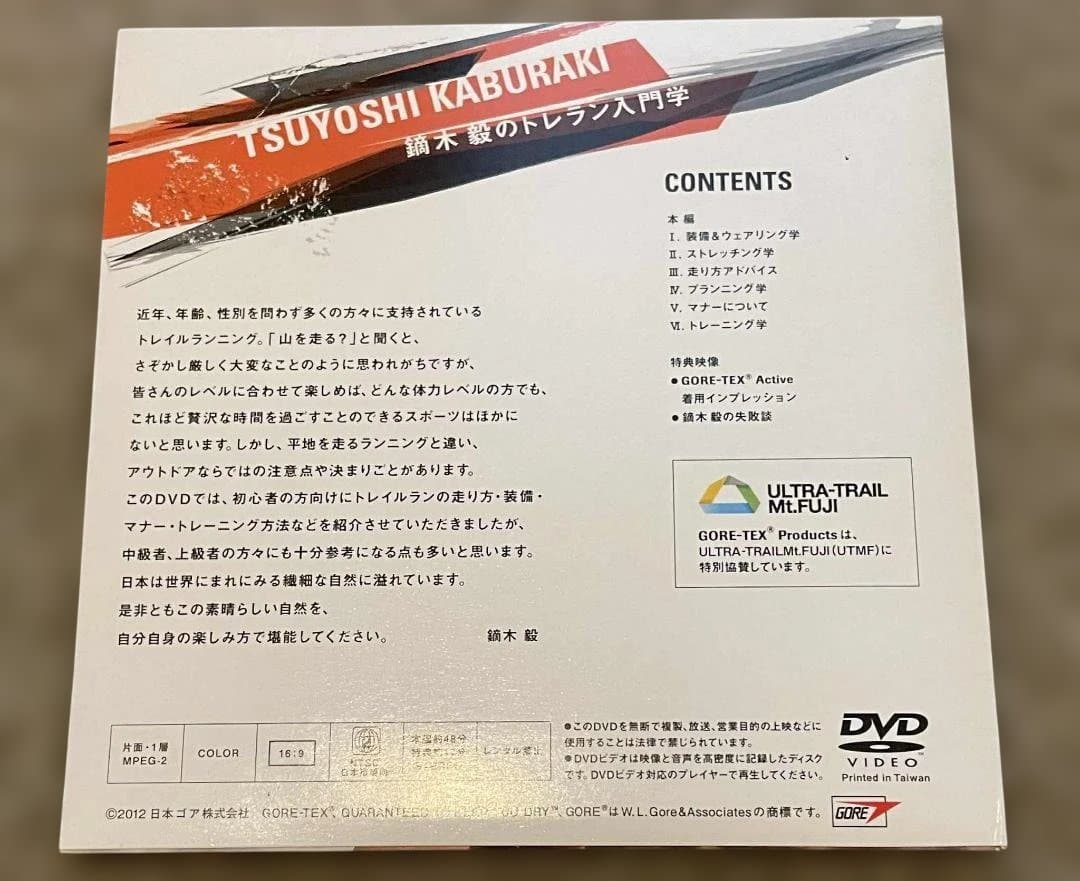 TSUYOSHI KABURAKI
鏑木 毅のトレラン入門学
近年、年齢、性別を問わず多くの方々に支持されている
トレイルランニング。「山を走る?」と聞くと、
さぞかし厳しく大変なことのように思われがちですが、
皆さんのレベルに合わせて楽しめば、どんな体力レベルの方でも、
これほど贅沢な時間を過ごすことのできるスポーツはほかに
ないと思います。しかし、平地を走るランニングと違い、
アウトドアならではの注意点や決まりごとがあります。
このDVDでは、初心者の方向けにトレイルランの走り方・装備・
マナー・トレーニング方法などを紹介させていただきましたが、
中級者、上級者の方々にも十分参考になる点も多いと思います。
日本は世界にまれにみる繊細な自然に溢れています。
是非ともこの素晴らしい自然を、
自分自身の楽しみ方で堪能してください。 鏑木 毅
CONTENTS
本編
Ⅰ. 装備&ウェアリング学
Ⅱ. ストレッチング学
Ⅲ. 走り方アドバイス
Ⅳ. プランニング学
Ⅴ. マナーについて
Ⅵ. トレーニング学
特典映像
●GORE-TEX® Active
着用インプレッション
●鏑木 毅の失敗談
ULTRA-TRAIL
Mt.FUJI
GORE-TEX® Products は、
ULTRA-TRAILMt.FUJI(UTMF)に
特別協賛しています。
片面・1層
MPEG-2
COLOR
16:9
NTSC
日本市場向
本編約48分
レンタル禁止
●このDVDを無断で複製、放送、営業目的の上映などに
使用することは法律で禁じられています。
●DVDビデオは映像と音声を高密度に記録したディスク
です。DVDビデオ対応のプレイヤーで再生してください。
DVD
VIDEO™
Printed in Taiwan
©2012 日本ゴア株式会社 GORE-TEX®, QUARANTEED TO KEEP YOU DRY™, GORE®はW.L.Gore&Associatesの商標です。
GORE